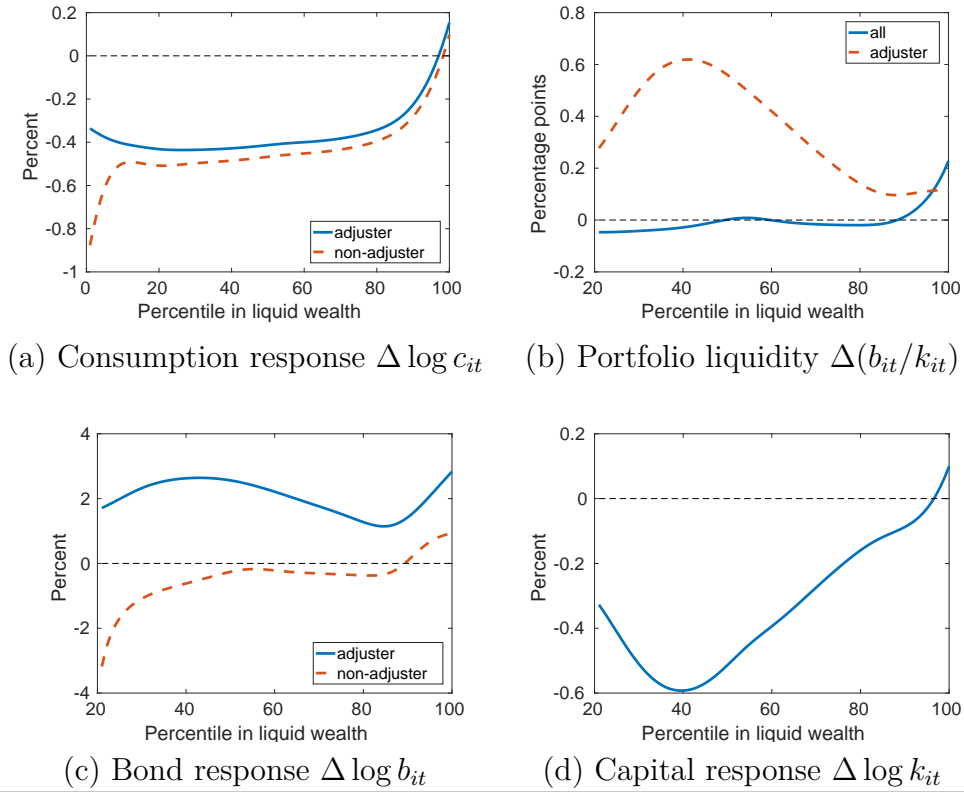 0
-0.2
-0.4
-0.6
-0.8
-1
Percent
0 20 40 60 80 100
Percentile in liquid wealth
adjuster
non-adjuster
(a) Consumption response Δ log c_it
0.8
0.6
0.4
0.2
0
-0.2
Percentage points
20 40 60 80 100
Percentile in liquid wealth
all
adjuster
(b) Portfolio liquidity Δ(b_it/k_it)
4
2
0
-2
-4
Percent
20 40 60 80 100
Percentile in liquid wealth
adjuster
non-adjuster
(c) Bond response Δ log b_it
0.2
0
-0.2
-0.4
-0.6
Percent
20 40 60 80 100
Percentile in liquid wealth
(d) Capital response Δ log k_it